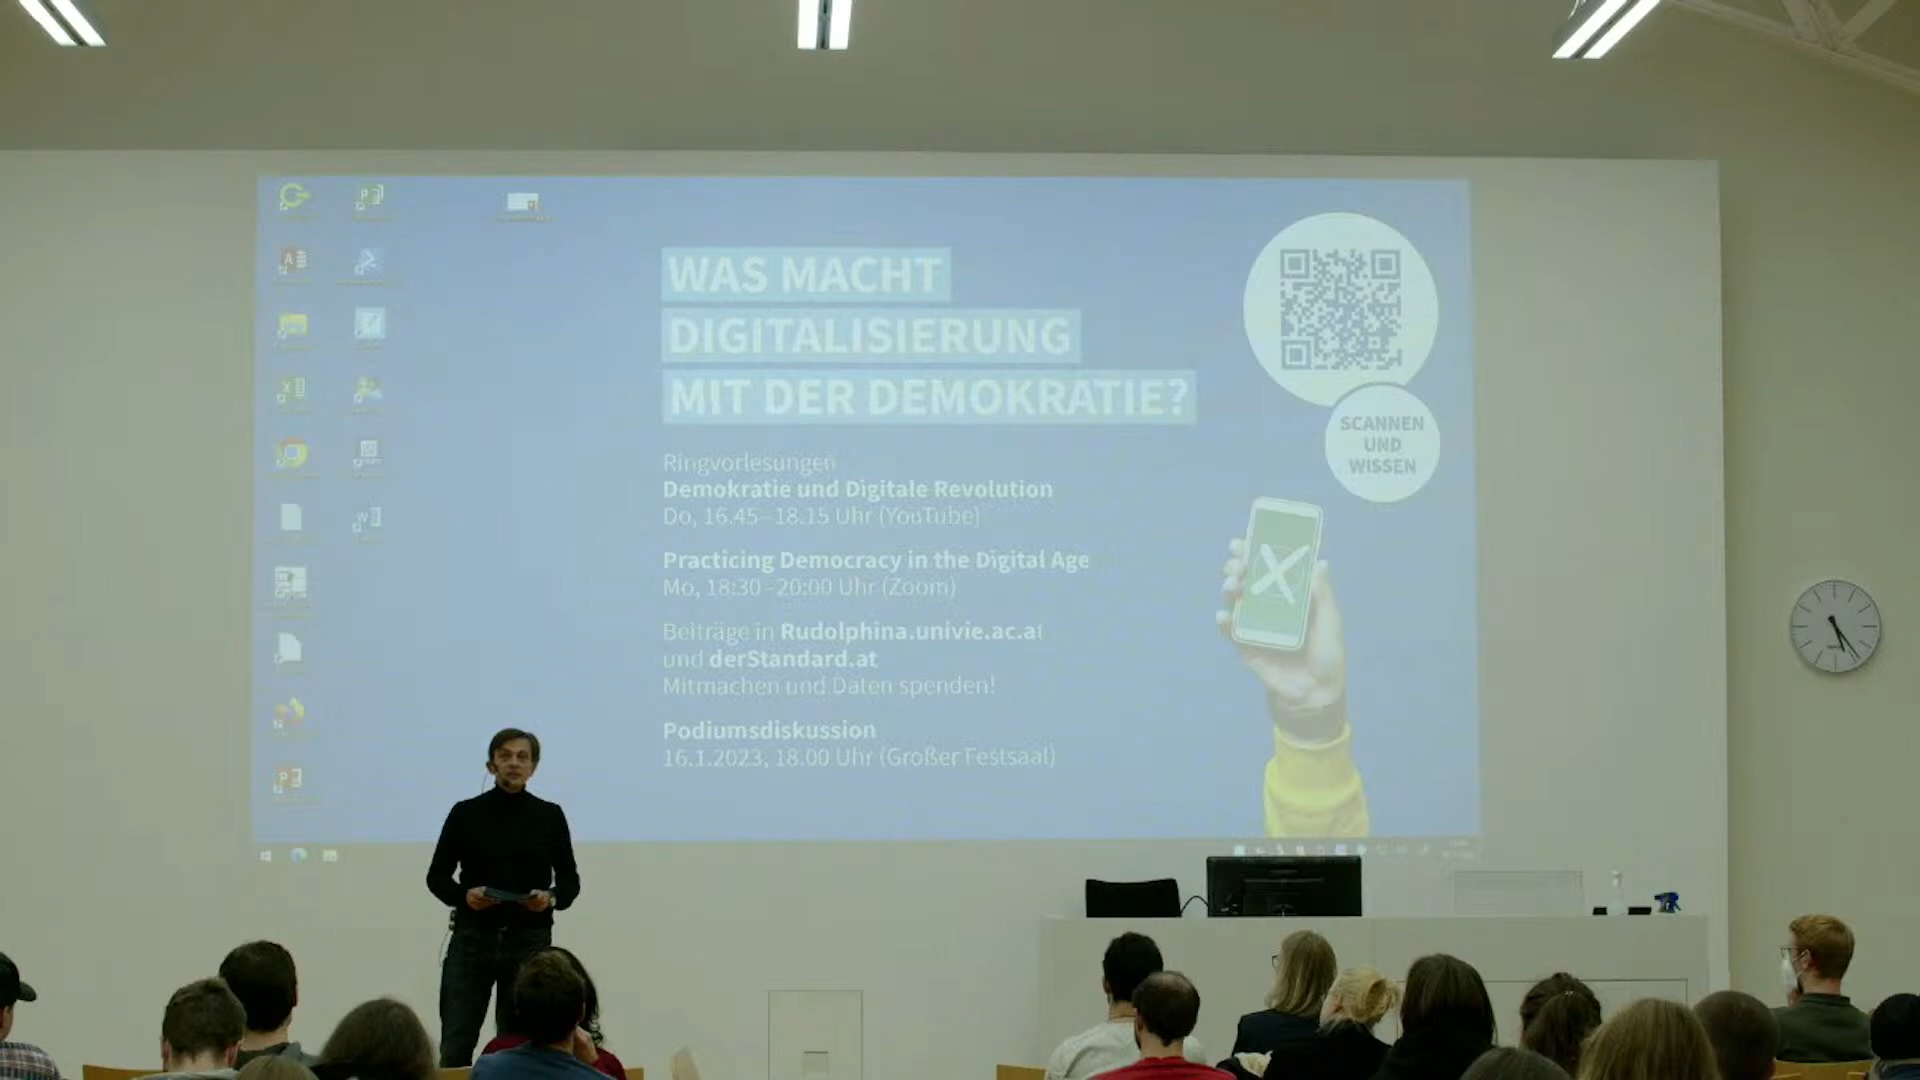 WAS MACHT
DIGITALISIERUNG
MIT DER DEMOKRATIE?
Ringvorlesungen
Demokratie und Digitale Revolution
Do, 16.45–18.15 Uhr (YouTube)
Practicing Democracy in the Digital Age
Mo, 18:30–20:00 Uhr (Zoom)
Beiträge in Rudolphina.univie.ac.at
und derStandard.at
Mitmachen und Daten spenden!
Podiumsdiskussion
16.1.2023, 18.00 Uhr (Großer Festsaal)
SCANNEN
UND
WISSEN